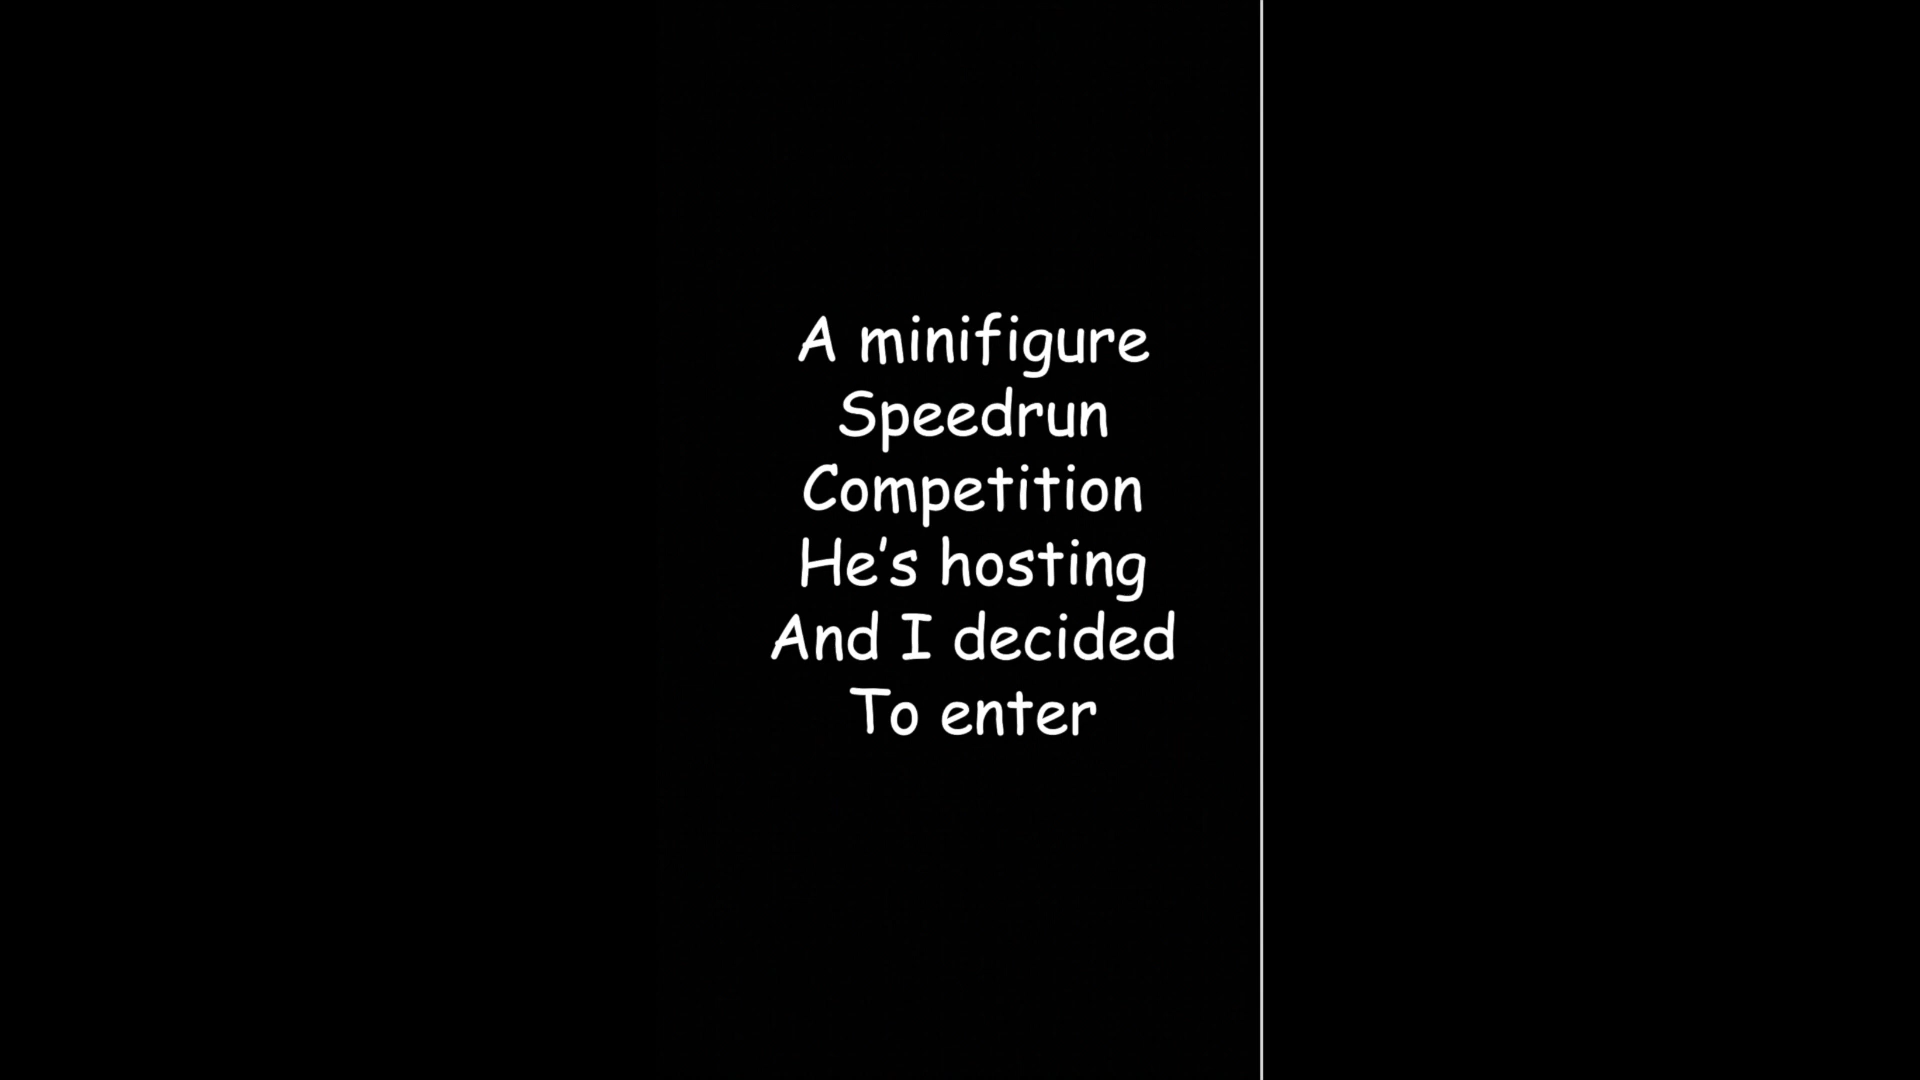 A minifigure
Speedrun
Competition
He's hosting
And I decided
To enter